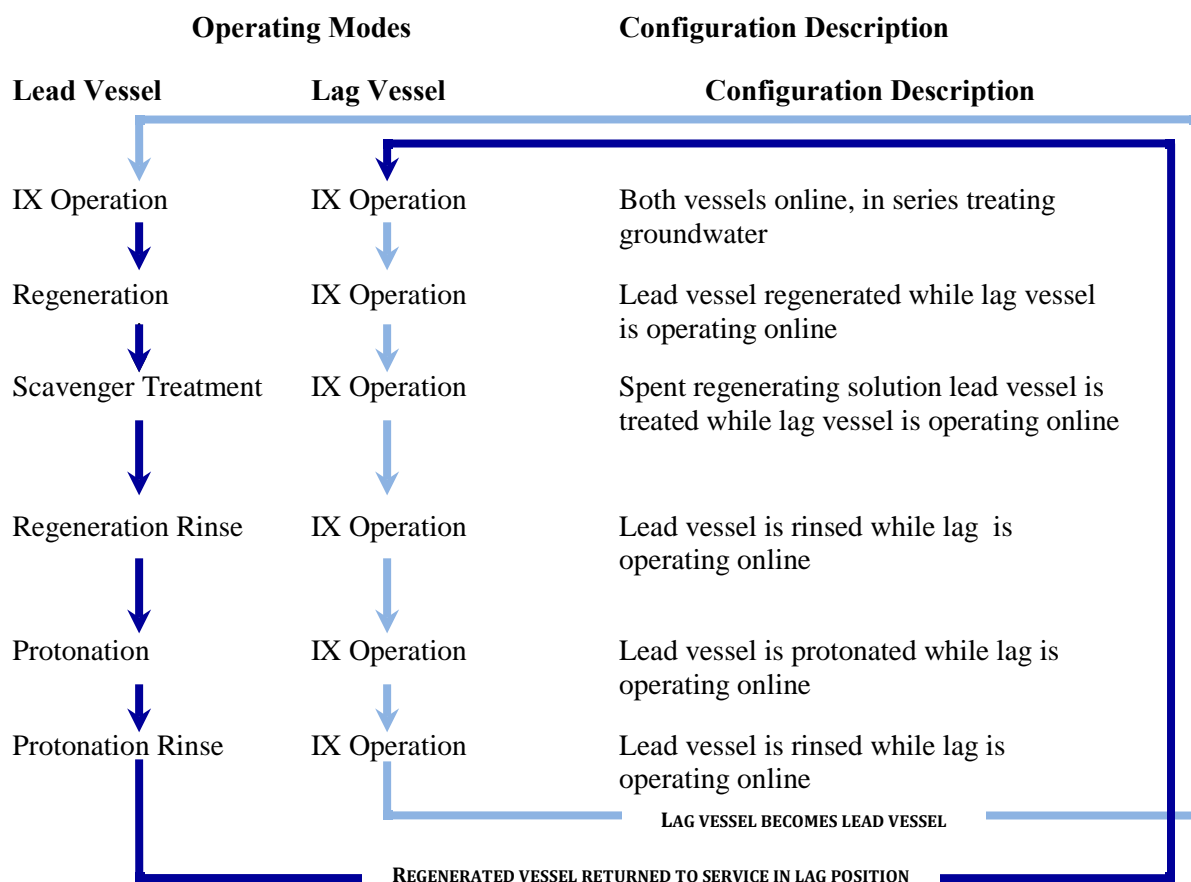 Operating Modes Configuration Description
Lead Vessel Lag Vessel Configuration Description
IX Operation IX Operation Both vessels online, in series treating
groundwater
Regeneration IX Operation Lead vessel regenerated while lag vessel
is operating online
Scavenger Treatment IX Operation Spent regenerating solution lead vessel is
treated while lag vessel is operating online
Regeneration Rinse IX Operation Lead vessel is rinsed while lag is
operating online
Protonation IX Operation Lead vessel is protonated while lag is
operating online
Protonation Rinse IX Operation Lead vessel is rinsed while lag is
operating online
LAG VESSEL BECOMES LEAD VESSEL
REGENERATED VESSEL RETURNED TO SERVICE IN LAG POSITION